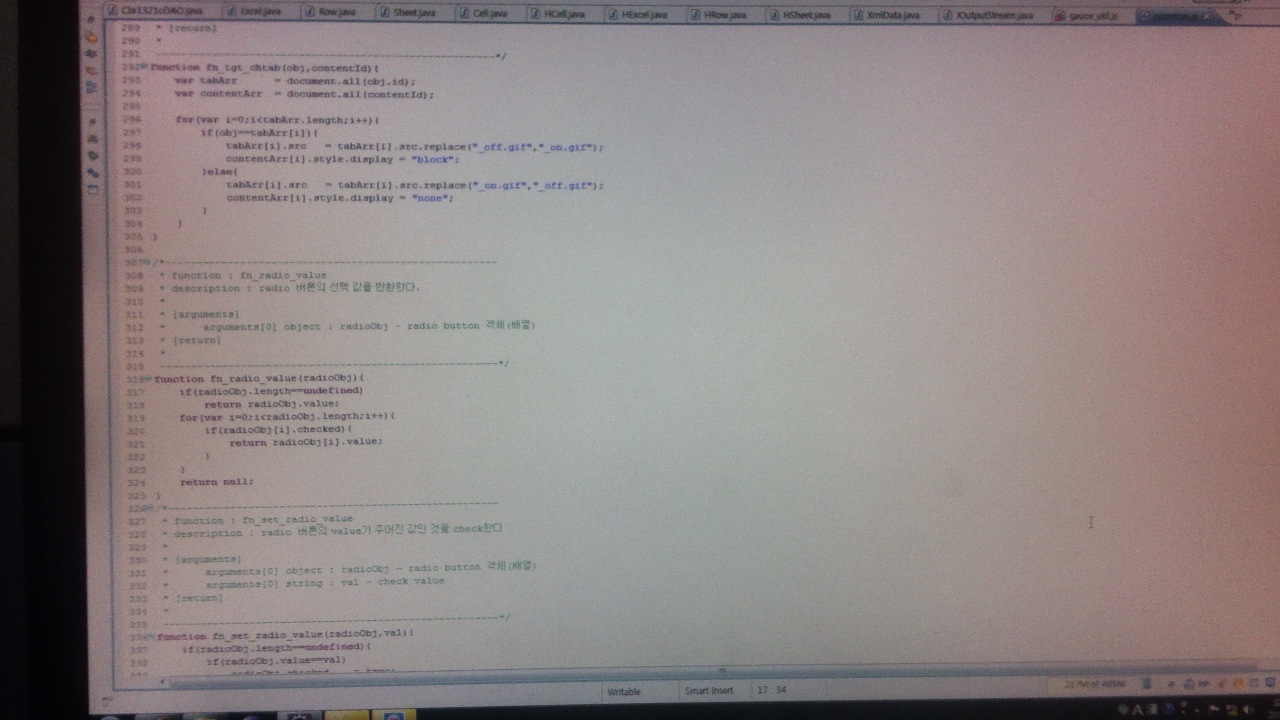 Excel.java Row.java Sheet.java Cell.java HCell.java HExcel.java HRow.java HSheet.java XmlData.java IOutputStream.java gauce_util.js
289 * [return]
290 *
291 ----------------------------------------------------*/
292 function fn_tgt_chtab(obj,contentId){
293 var tabArr = document.all(obj.id);
294 var contentArr = document.all(contentId);
295
296 for(var i=0;i<tabArr.length;i++){
297 if(obj==tabArr[i]){
298 tabArr[i].src = tabArr[i].src.replace("_off.gif","_on.gif");
299 contentArr[i].style.display = "block";
300 }else{
301 tabArr[i].src = tabArr[i].src.replace("_on.gif","_off.gif");
302 contentArr[i].style.display = "none";
303 }
304 }
305 }
306
307 /*----------------------------------------------------
308 * function : fn_radio_value
309 * description : radio 버튼의 선택 값을 반환한다.
310 *
311 * [arguments]
312 * arguments[0] object : radioObj - radio button 객체(배열)
313 * [return]
314 *
315 ----------------------------------------------------*/
316 function fn_radio_value(radioObj){
317 if(radioObj.length==undefined)
318 return radioObj.value;
319 for(var i=0;i<radioObj.length;i++){
320 if(radioObj[i].checked){
321 return radioObj[i].value;
322 }
323 }
324 return null;
325 }
326 /*----------------------------------------------------
327 * function : fn_set_radio_value
328 * description : radio 버튼의 value가 주어진 값인 것을 check한다
329 *
330 * [arguments]
331 * arguments[0] object : radioObj - radio button 객체(배열)
332 * arguments[0] string : val - check value
333 * [return]
334 *
335 ----------------------------------------------------*/
336 function fn_set_radio_value(radioObj,val){
337 if(radioObj.length==undefined){
338 if(radioObj.value==val)
Writable Smart Insert 17 : 34